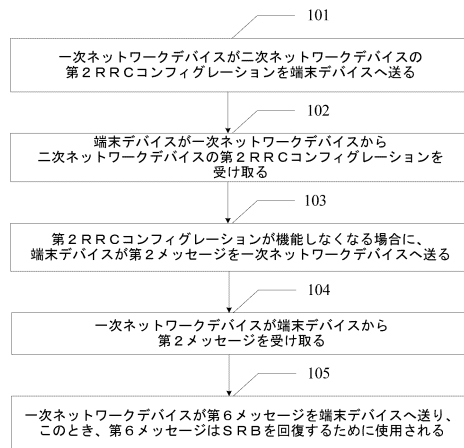 101
一次ネットワークデバイスが二次ネットワークデバイスの
第２ＲＲＣコンフィグレーションを端末デバイスへ送る
102
端末デバイスが一次ネットワークデバイスから
二次ネットワークデバイスの第２ＲＲＣコンフィグレーションを
受け取る
103
第２ＲＲＣコンフィグレーションが機能しなくなる場合に、
端末デバイスが第２メッセージを一次ネットワークデバイスへ送る
104
一次ネットワークデバイスが端末デバイスから
第２メッセージを受け取る
105
一次ネットワークデバイスが第６メッセージを端末デバイスへ送り、
このとき、第６メッセージはＳＲＢを回復するために使用される